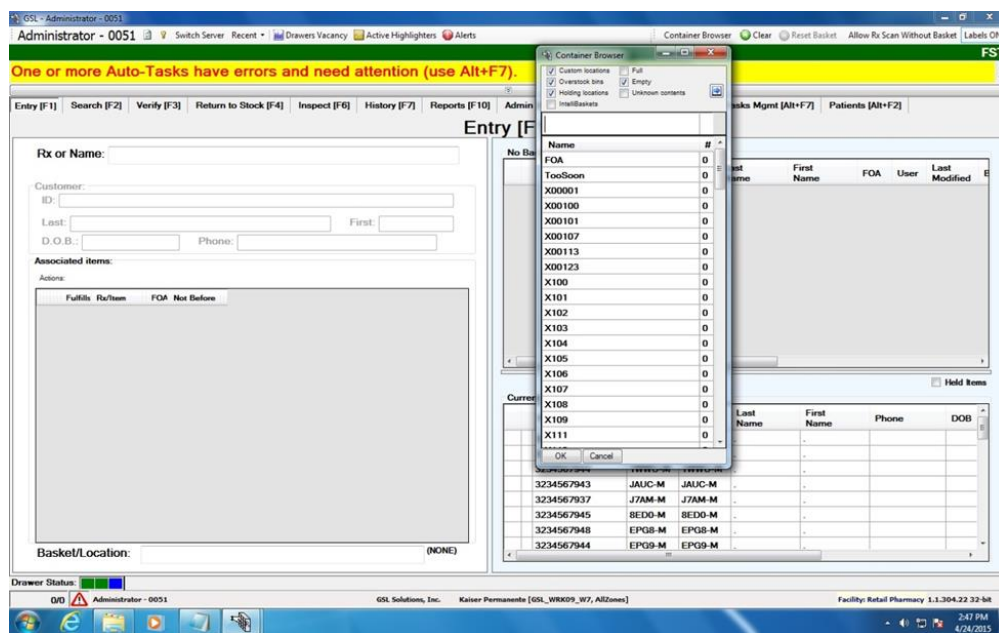 GSL - Administrator - 0051
Administrator - 0051 Switch Server Recent Drawers Vacancy Active Highlighters Alerts Container Browser Clear Reset Basket Allow Rx Scan Without Basket Labels ON
One or more Auto-Tasks have errors and need attention (use Alt+F7).
Entry [F1] Search [F2] Verify [F3] Return to Stock [F4] Inspect [F6] History [F7] Reports [F10] Admin asks Mgmt [Alt+F7] Patients [Alt+F2]
Entry [F
Rx or Name:
Customer:
ID:
Last: First:
D.O.B.: Phone:
Associated items:
Actions:
Fulfills Rx/Item FOA Not Before
Basket/Location: (NONE)
Container Browser
Custom locations Full
Overstock bins Empty
Holding locations Unknown contents
IntelliBaskets
Name #
FOA 0
TooSoon 0
X00001 0
X00100 0
X00101 0
X00107 0
X00113 0
X00123 0
X100 0
X101 0
X102 0
X103 0
X104 0
X105 0
X106 0
X107 0
X108 0
X109 0
X111 0
OK Cancel
No Ba
First Name FOA User Last Modified
Held Items
Curre
Last Name First Name Phone DOB
3234567943 JAUC-M JAUC-M
3234567937 J7AM-M J7AM-M
3234567945 8ED0-M 8ED0-M
3234567948 EPG8-M EPG8-M
3234567944 EPG9-M EPG9-M
Drawer Status:
0/0 Administrator - 0051 GSL Solutions, Inc. Kaiser Permanente [GSL_WRK09_W7, AllZones] Facility: Retail Pharmacy 1.1.304.22 32-bit
2:47 PM
4/24/2015